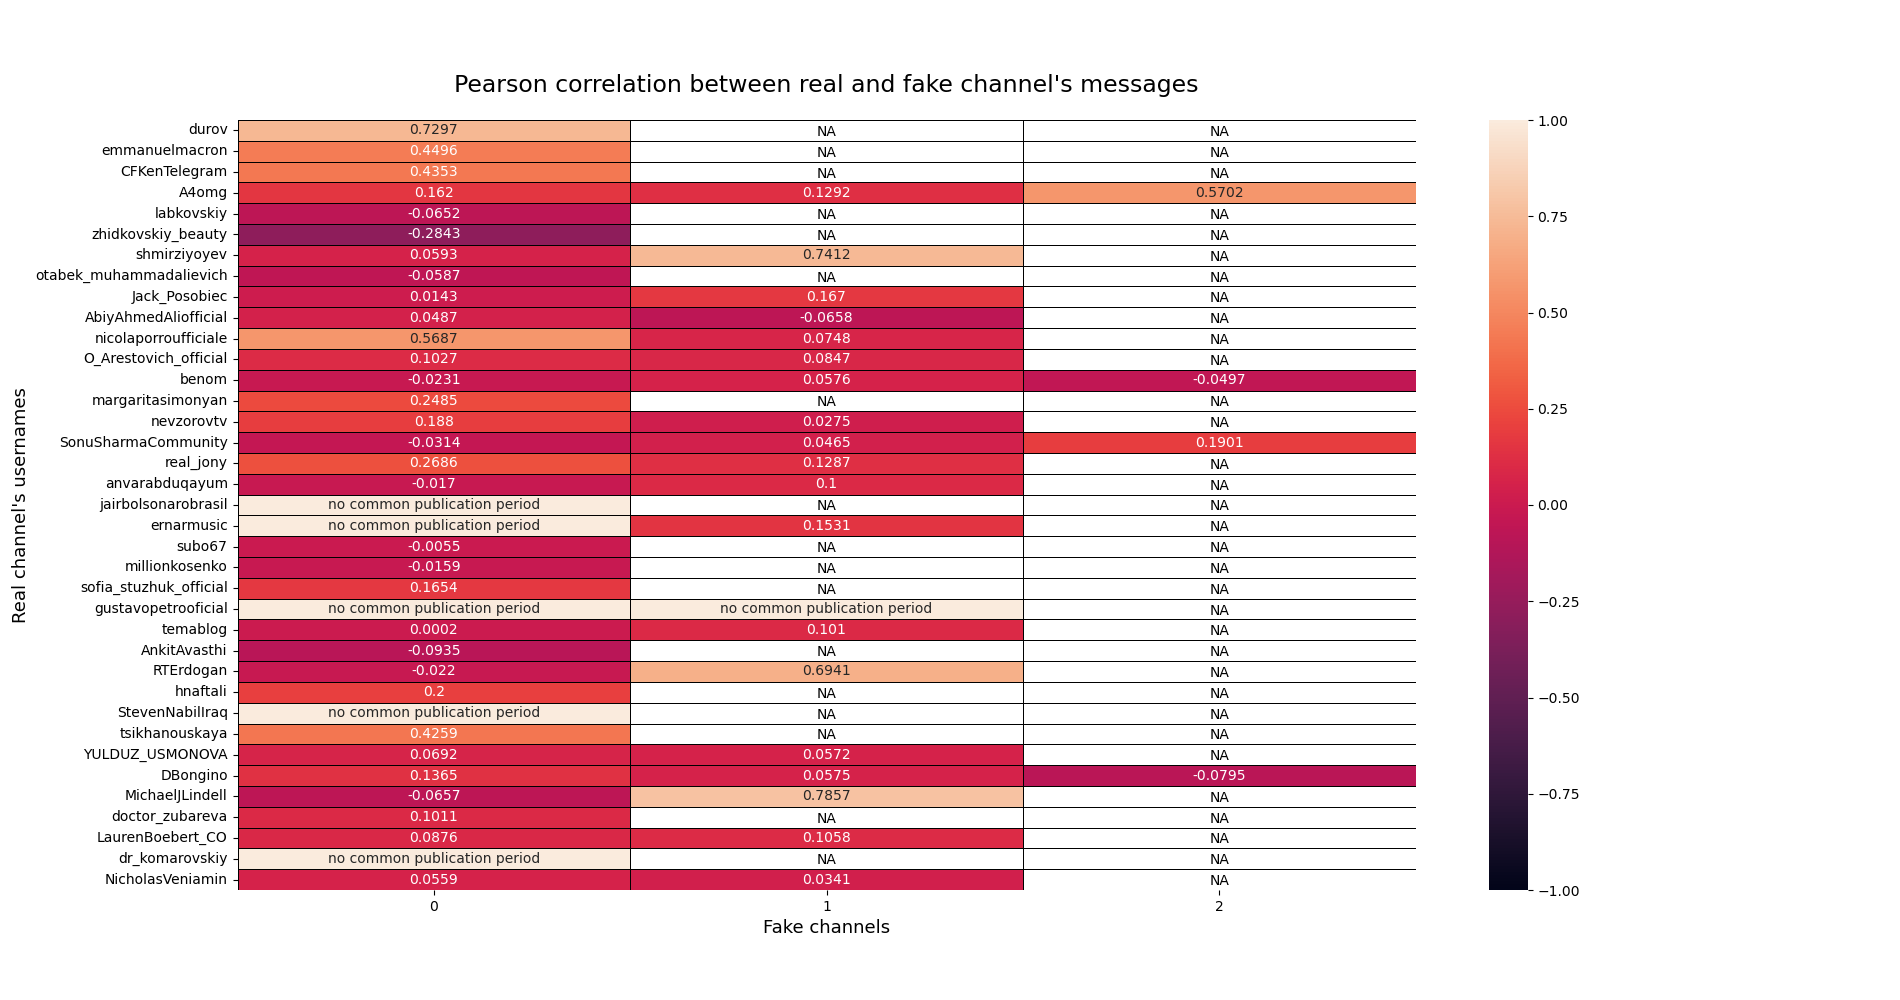 Pearson correlation between real and fake channel's messages
Real channel's usernames
durov 0.7297 NA NA
emmanuelmacron 0.4496 NA NA
CFKenTelegram 0.4353 NA NA
A4omg 0.162 0.1292 0.5702
labkovskiy -0.0652 NA NA
zhidkovskiy_beauty -0.2843 NA NA
shmirziyoyev 0.0593 0.7412 NA
otabek_muhammadalievich -0.0587 NA NA
Jack_Posobiec 0.0143 0.167 NA
AbiyAhmedAliofficial 0.0487 -0.0658 NA
nicolaporroufficiale 0.5687 0.0748 NA
O_Arestovich_official 0.1027 0.0847 NA
benom -0.0231 0.0576 -0.0497
margaritasimonyan 0.2485 NA NA
nevzorovtv 0.188 0.0275 NA
SonuSharmaCommunity -0.0314 0.0465 0.1901
real_jony 0.2686 0.1287 NA
anvarabduqayum -0.017 0.1 NA
jairbolsonarobrasil no common publication period NA NA
ernarmusic no common publication period 0.1531 NA
subo67 -0.0055 NA NA
millionkosenko -0.0159 NA NA
sofia_stuzhuk_official 0.1654 NA NA
gustavopetrooficial no common publication period no common publication period NA
temablog 0.0002 0.101 NA
AnkitAvasthi -0.0935 NA NA
RTErdogan -0.022 0.6941 NA
hnaftali 0.2 NA NA
StevenNabilIraq no common publication period NA NA
tsikhanouskaya 0.4259 NA NA
YULDUZ_USMONOVA 0.0692 0.0572 NA
DBongino 0.1365 0.0575 -0.0795
MichaelJLindell -0.0657 0.7857 NA
doctor_zubareva 0.1011 NA NA
LaurenBoebert_CO 0.0876 0.1058 NA
dr_komarovskiy no common publication period NA NA
NicholasVeniamin 0.0559 0.0341 NA
0 1 2
Fake channels
1.00
0.75
0.50
0.25
0.00
−0.25
−0.50
−0.75
−1.00